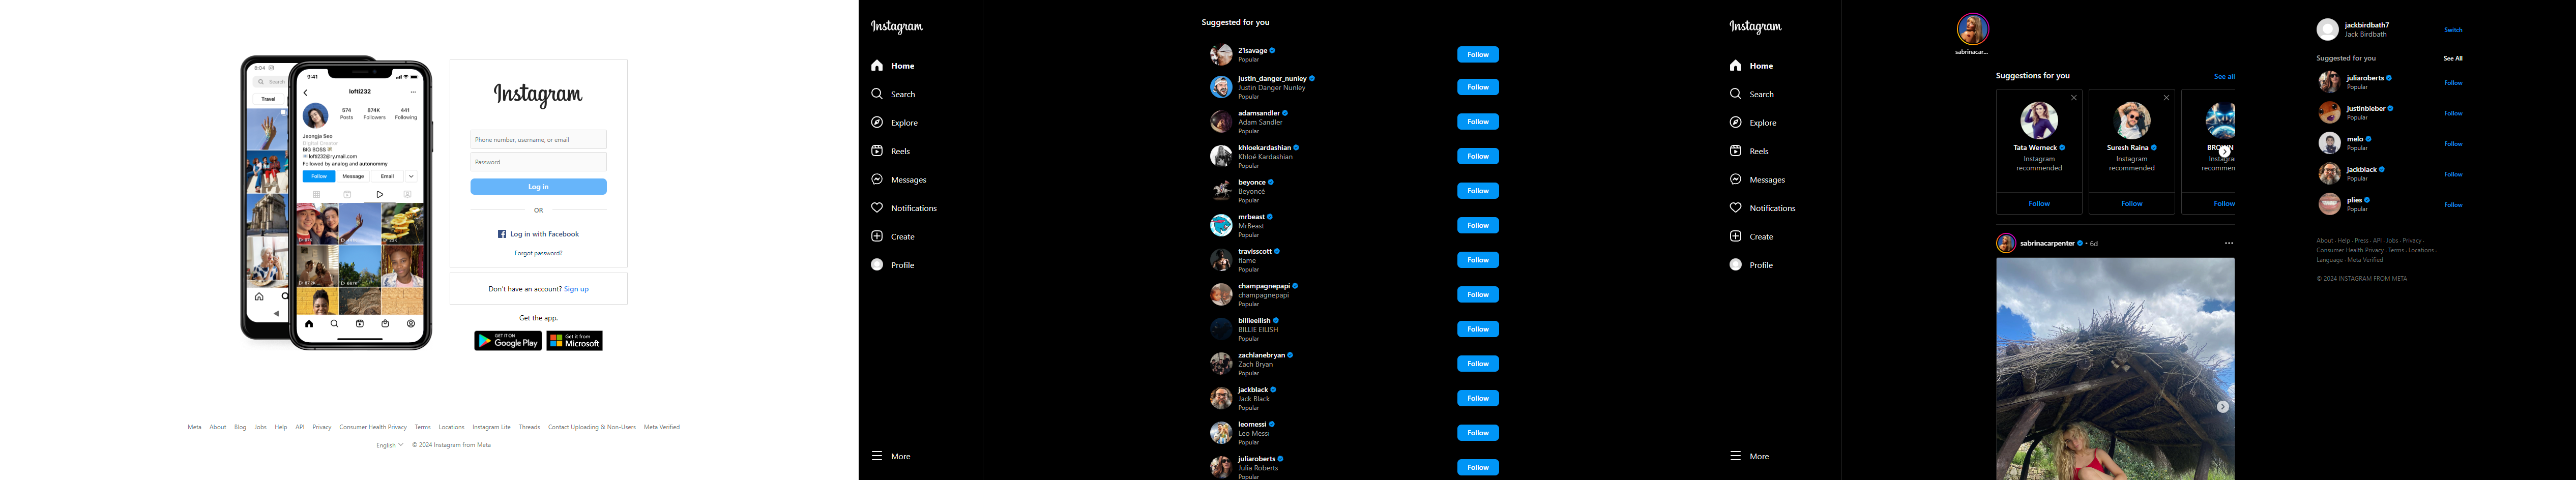 9:04
Search
Travel
9:41
lofti232
574
Posts
874K
Followers
441
Following
Jeongja Seo
Digital Creator
BIG BOSS
lofti232@ry.mail.com
Followed by analog and autonommy
Follow
Message
Email
Instagram
Phone number, username, or email
Password
Log in
OR
Log in with Facebook
Forgot password?
Don't have an account? Sign up
Get the app.
GET IT ON
Google Play
Get it from
Microsoft
Meta About Blog Jobs Help API Privacy Consumer Health Privacy Terms Locations Instagram Lite Threads Contact Uploading & Non-Users Meta Verified
English © 2024 Instagram from Meta
Instagram
Home
Search
Explore
Reels
Messages
Notifications
Create
Profile
More
Suggested for you
21savage
Popular
Follow
justin_danger_nunley
Justin Danger Nunley
Popular
Follow
adamsandler
Adam Sandler
Popular
Follow
khloekardashian
Khloé Kardashian
Popular
Follow
beyonce
Beyoncé
Popular
Follow
mrbeast
MrBeast
Popular
Follow
travisscott
flame
Popular
Follow
champagnepapi
champagnepapi
Popular
Follow
billieeilish
BILLIE EILISH
Popular
Follow
zachlanebryan
Zach Bryan
Popular
Follow
jackblack
Jack Black
Popular
Follow
leomessi
Leo Messi
Popular
Follow
juliaroberts
Julia Roberts
Popular
Follow
Instagram
Home
Search
Explore
Reels
Messages
Notifications
Create
Profile
More
sabrinacar...
Suggestions for you
See all
Tata Werneck
Instagram
recommended
Follow
Suresh Raina
Instagram
recommended
Follow
Instagra
recommen
Follow
sabrinacarpenter • 6d
jackbirdbath7
Jack Birdbath
Switch
Suggested for you
See All
juliaroberts
Popular
Follow
justinbieber
Popular
Follow
melo
Popular
Follow
jackblack
Popular
Follow
plies
Popular
Follow
About · Help · Press · API · Jobs · Privacy ·
Consumer Health Privacy · Terms · Locations ·
Language · Meta Verified
© 2024 INSTAGRAM FROM META